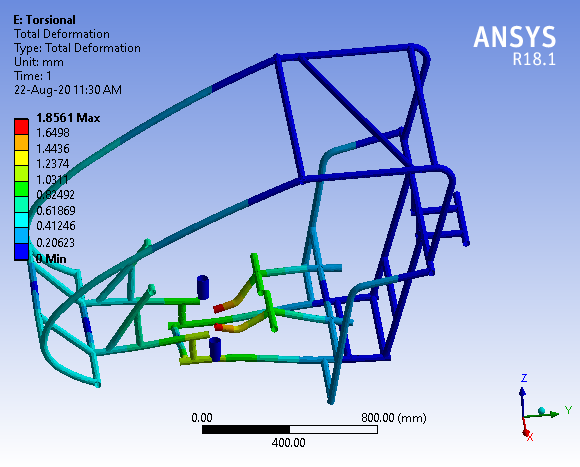 E: Torsional
Total Deformation
Type: Total Deformation
Unit: mm
Time: 1
22-Aug-20 11:30 AM
ANSYS
R18.1
1.8561 Max
1.6498
1.4436
1.2374
1.0311
0.82492
0.61869
0.41246
0.20623
0 Min
0.00
800.00 (mm)
400.00
Z
Y
X